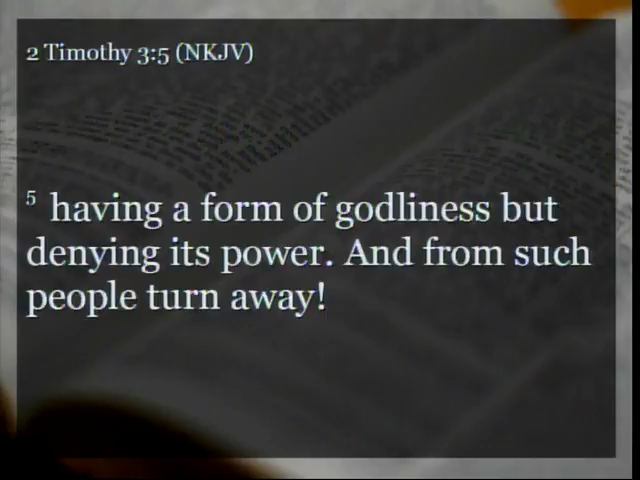 2 Timothy 3:5 (NKJV)
5 having a form of godliness but
denying its power. And from such
people turn away!